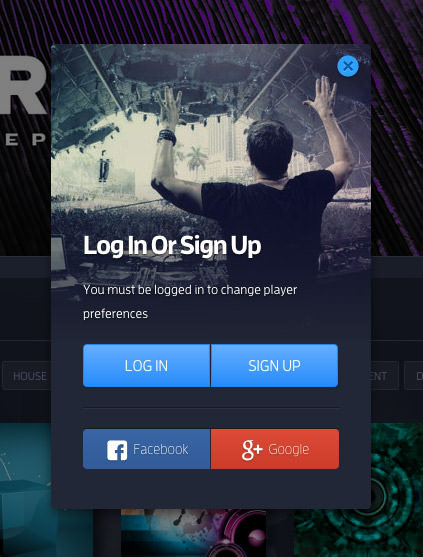 R
EP
Log In Or Sign Up
You must be logged in to change player
preferences
LOG IN
SIGN UP
HOUSE
ENT
D
Facebook
g+ Google